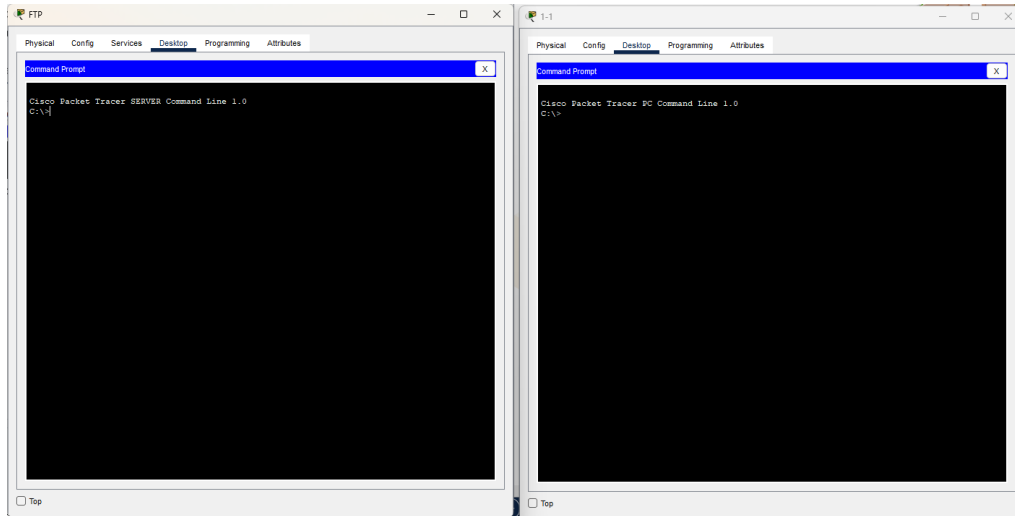 FTP
Physical Config Services Desktop Programming Attributes
Command Prompt X
Cisco Packet Tracer SERVER Command Line 1.0
C:\>
Top
1-1
Physical Config Desktop Programming Attributes
Command Prompt X
Cisco Packet Tracer PC Command Line 1.0
C:\>
Top